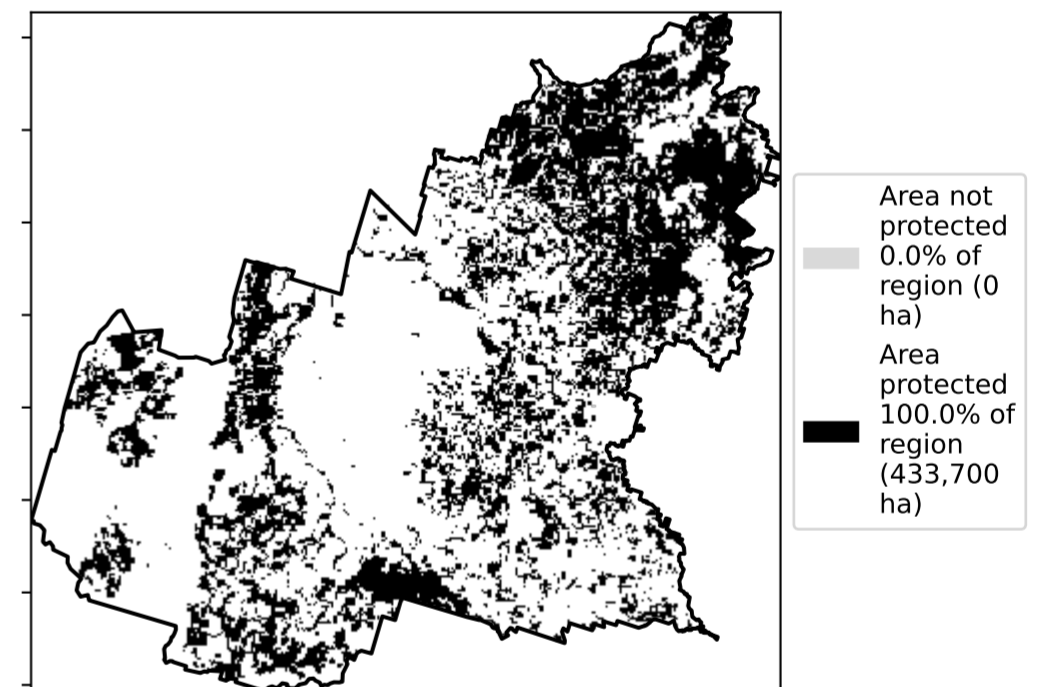 Area not
protected
0.0% of
region (0
ha)
Area
protected
100.0% of
region
(433,700
ha)